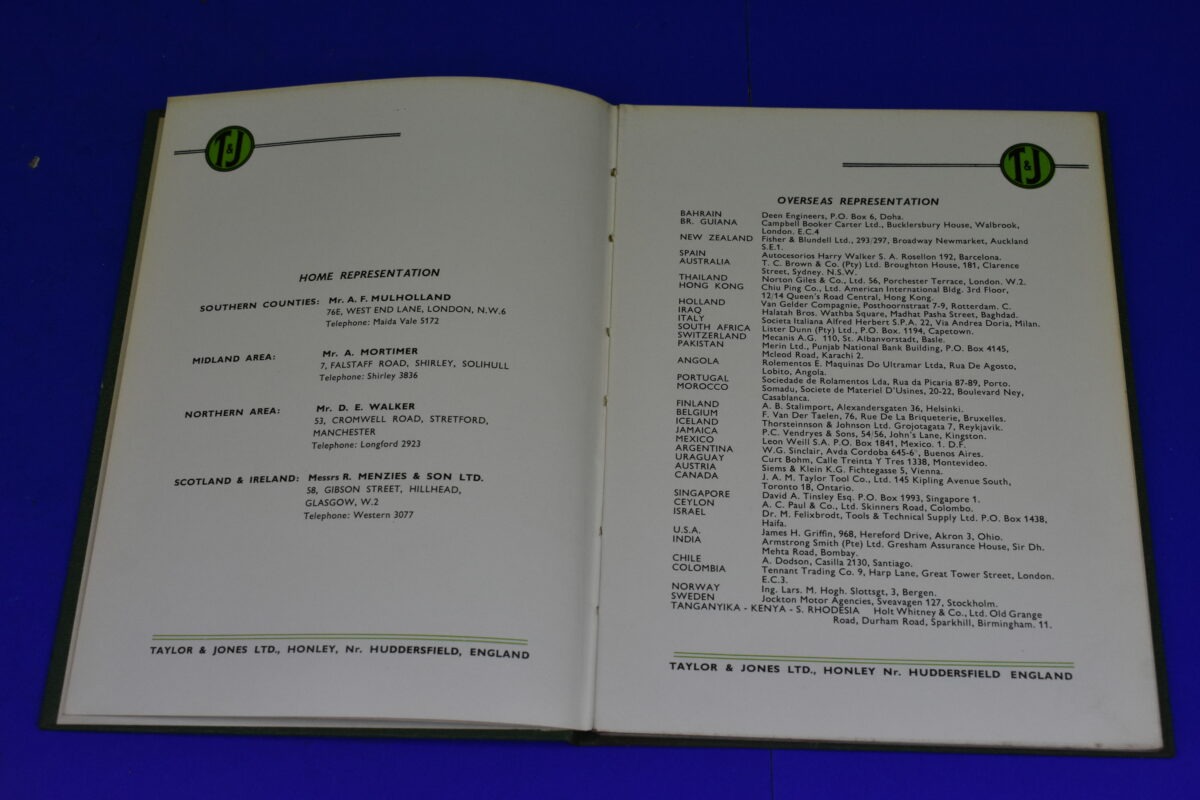 T&J
HOME REPRESENTATION
SOUTHERN COUNTIES: Mr. A. F. MULHOLLAND
76E, WEST END LANE, LONDON, N.W.6
Telephone: Maida Vale 5172
MIDLAND AREA: Mr. A. MORTIMER
7, FALSTAFF ROAD, SHIRLEY, SOLIHULL
Telephone: Shirley 3836
NORTHERN AREA: Mr. D. E. WALKER
53, CROMWELL ROAD, STRETFORD,
MANCHESTER
Telephone: Longford 2923
SCOTLAND & IRELAND: Messrs R. MENZIES & SON LTD.
58, GIBSON STREET, HILLHEAD,
GLASGOW, W.2
Telephone: Western 3077
TAYLOR & JONES LTD., HONLEY, Nr. HUDDERSFIELD, ENGLAND
T&J
OVERSEAS REPRESENTATION
BAHRAIN Deen Engineers, P.O. Box 6, Doha.
BR. GUIANA Campbell Booker Carter Ltd., Bucklersbury House, Walbrook,
London. E.C.4
NEW ZEALAND Fisher & Blundell Ltd., 293/297, Broadway Newmarket, Auckland
S.E.1.
SPAIN Autocesorios Harry Walker S. A. Rosellon 192, Barcelona.
AUSTRALIA T. C. Brown & Co. (Pty) Ltd. Broughton House, 181, Clarence
Street, Sydney. N.S.W.
THAILAND Norton Giles & Co., Ltd. 56, Porchester Terrace, London. W.2.
HONG KONG Chiu Ping Co., Ltd. American International Bldg. 3rd Floor,
12/14 Queen's Road Central, Hong Kong.
HOLLAND Van Gelder Compagnie, Posthoornstraat 7-9, Rotterdam. C.
IRAQ Halatah Bros. Wathba Square, Madhat Pasha Street, Baghdad.
ITALY Societa Italiana Alfred Herbert S.P.A. 22, Via Andrea Doria, Milan.
SOUTH AFRICA Lister Dunn (Pty) Ltd., P.O. Box. 1194, Capetown.
SWITZERLAND Mecanis A.G. 110, St. Albanvorstadt, Basle.
PAKISTAN Merin Ltd., Punjab National Bank Building, P.O. Box 4145,
Mcleod Road, Karachi 2.
ANGOLA Rolementos E. Maquinas Do Ultramar Ltda, Rua De Agosto,
Lobito, Angola.
PORTUGAL Sociedade de Rolamentos Lda, Rua da Picaria 87-89, Porto.
MOROCCO Somadu, Societe de Materiel D'Usines, 20-22, Boulevard Ney,
Casablanca.
FINLAND A. B. Stalimport, Alexandersgaten 36, Helsinki.
BELGIUM F. Van Der Taelen, 76, Rue De La Briqueterie, Bruxelles.
ICELAND Thorsteinnson & Johnson Ltd. Grojotagata 7, Reykjavik.
JAMAICA P.C. Vendryes & Sons, 54/56, John's Lane, Kingston.
MEXICO Leon Weill S.A. P.O. Box 1841, Mexico. 1. D.F.
ARGENTINA W.G. Sinclair, Avda Cordoba 645-6°, Buenos Aires.
URAGUAY Curt Bohm, Calle Treinta Y Tres 1338, Montevideo.
AUSTRIA Siems & Klein K.G. Fichtegasse 5, Vienna.
CANADA J. A. M. Taylor Tool Co., Ltd. 145 Kipling Avenue South,
Toronto 18, Ontario.
SINGAPORE David A. Tinsley Esq. P.O. Box 1993, Singapore 1.
CEYLON A. C. Paul & Co., Ltd. Skinners Road, Colombo.
ISRAEL Dr. M. Felixbrodt, Tools & Technical Supply Ltd. P.O. Box 1438,
Haifa.
U.S.A. James H. Griffin, 968, Hereford Drive, Akron 3, Ohio.
INDIA Armstrong Smith (Pte) Ltd. Gresham Assurance House, Sir Dh.
Mehta Road, Bombay.
CHILE A. Dodson, Casilla 2130, Santiago.
COLOMBIA Tennant Trading Co. 9, Harp Lane, Great Tower Street, London.
E.C.3.
NORWAY Ing. Lars. M. Hogh. Slottsgt, 3, Bergen.
SWEDEN Jockton Motor Agencies, Sveavagen 127, Stockholm.
TANGANYIKA - KENYA - S. RHODESIA Holt Whitney & Co., Ltd. Old Grange
Road, Durham Road, Sparkhill, Birmingham. 11.
TAYLOR & JONES LTD., HONLEY Nr. HUDDERSFIELD ENGLAND